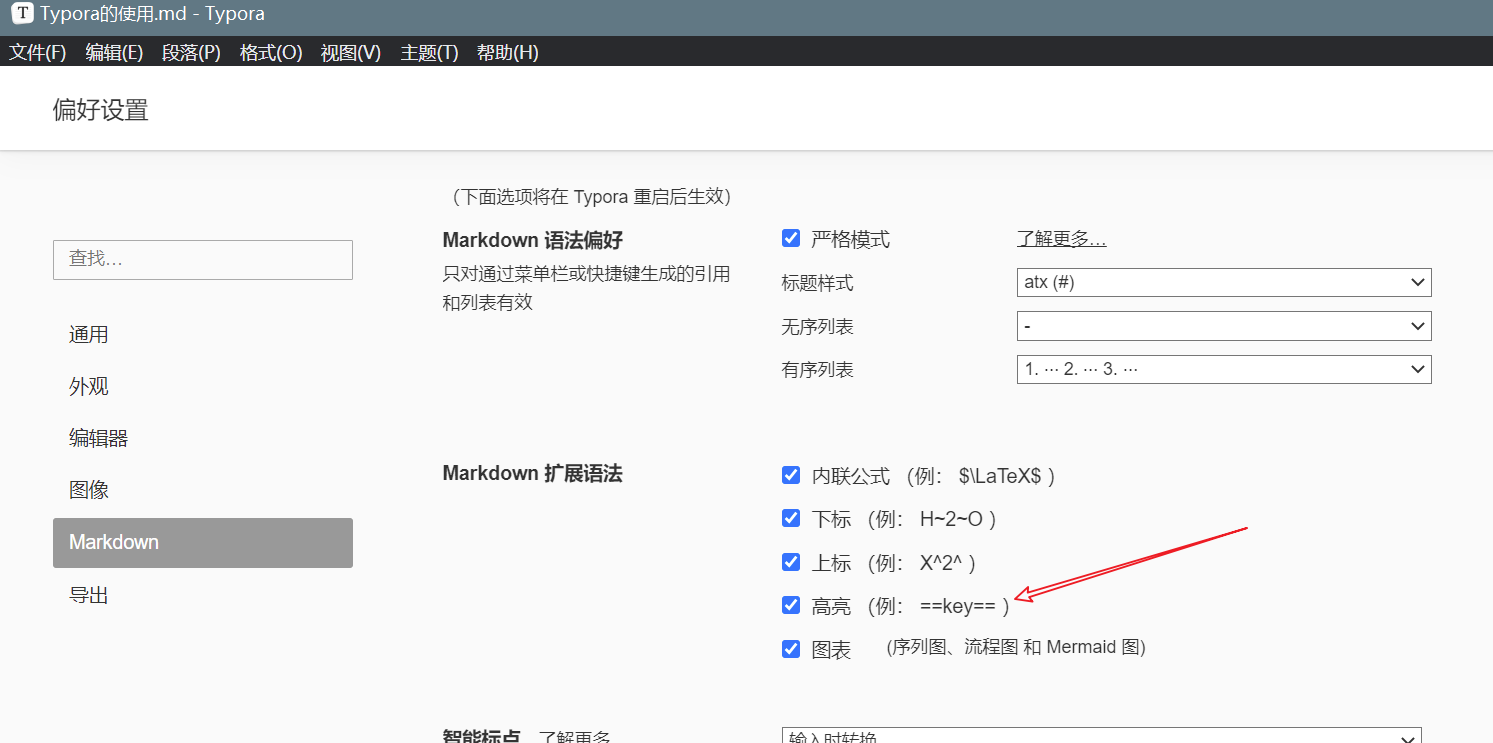 T Typora的使用.md - Typora
文件(F) 编辑(E) 段落(P) 格式(O) 视图(V) 主题(T) 帮助(H)
偏好设置
（下面选项将在 Typora 重启后生效）
查找…
通用
外观
编辑器
图像
Markdown
导出
Markdown 语法偏好
只对通过菜单栏或快捷键生成的引用
和列表有效
严格模式 了解更多…
标题样式 atx (#)
无序列表 -
有序列表 1. ··· 2. ··· 3. ···
Markdown 扩展语法
内联公式 （例： $\LaTeX$ ）
下标 （例： H~2~O ）
上标 （例： X^2^ ）
高亮 （例： ==key== ）
图表 (序列图、流程图 和 Mermaid 图)
智能标点 了解更多 输入时转换